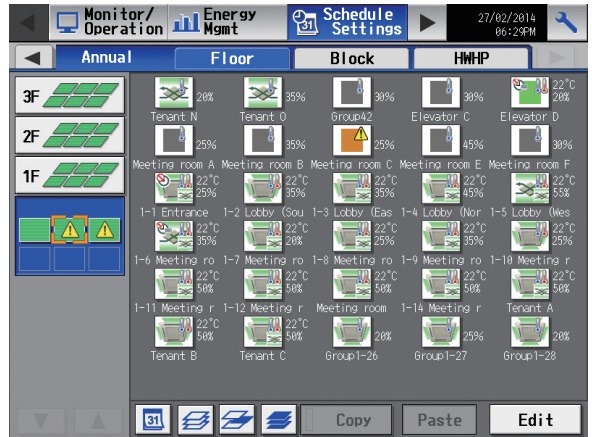 Monitor/ Operation
Energy Mgmt
31
Schedule Settings
27/02/2014
06:29PM
Annual
Floor
Block
HWHP
3F
2F
1F
20%
35%
30%
30%
22°C
20%
Tenant N
Tenant O
Group42
Elevator C
Elevator D
25%
35%
25%
45%
30%
Meeting room A
Meeting room B
Meeting room C
Meeting room E
Meeting room F
22°C
25%
22°C
35%
22°C
35%
22°C
45%
22°C
55%
1-1 Entrance
1-2 Lobby (Sou
1-3 Lobby (Eas
1-4 Lobby (Nor
1-5 Lobby (Wes
22°C
35%
22°C
20%
22°C
25%
22°C
35%
22°C
25%
1-6 Meeting ro
1-7 Meeting ro
1-8 Meeting ro
1-9 Meeting ro
1-10 Meeting r
22°C
50%
22°C
50%
22°C
50%
22°C
50%
22°C
50%
1-11 Meeting r
1-12 Meeting r
Meeting room
1-14 Meeting r
Tenant A
22°C
50%
22°C
50%
20%
25%
20%
Tenant B
Tenant C
Group1-26
Group1-27
Group1-28
31
Copy
Paste
Edit